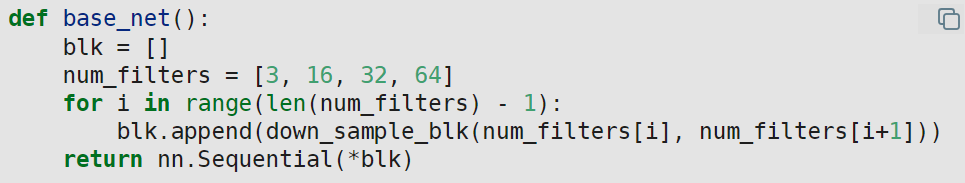 def base_net():
    blk = []
    num_filters = [3, 16, 32, 64]
    for i in range(len(num_filters) - 1):
        blk.append(down_sample_blk(num_filters[i], num_filters[i+1]))
    return nn.Sequential(*blk)